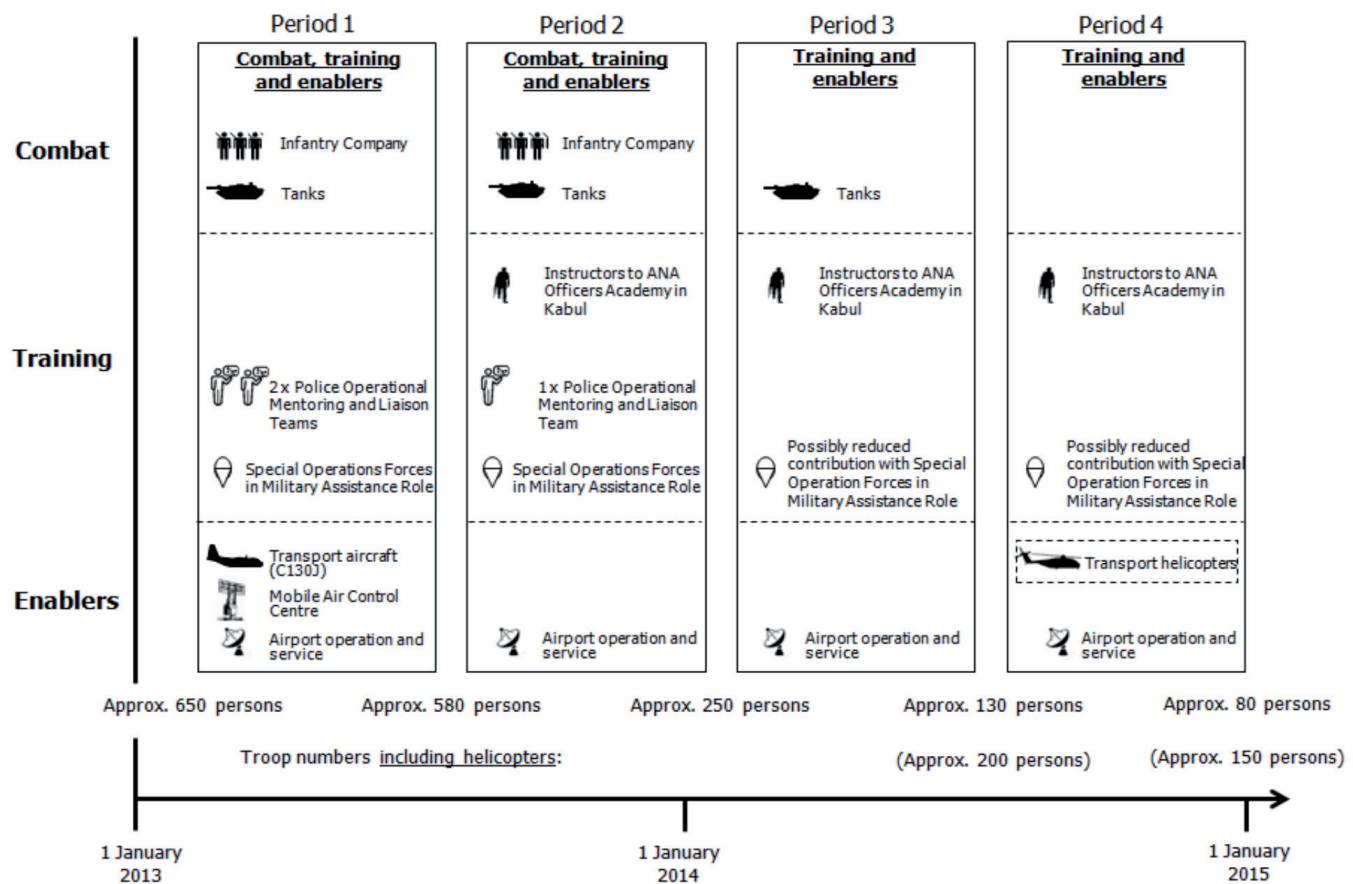 Period 1
Period 2
Period 3
Period 4
Combat, training
and enablers
Combat, training
and enablers
Training and
enablers
Training and
enablers
Combat
Infantry Company
Tanks
Infantry Company
Tanks
Tanks
Training
2x Police Operational
Mentoring and Liaison
Teams
Special Operations Forces
in Military Assistance Role
Instructors to ANA
Officers Academy in
Kabul
1x Police Operational
Mentoring and Liaison
Team
Special Operations Forces
in Military Assistance Role
Instructors to ANA
Officers Academy in
Kabul
Possibly reduced
contribution with Special
Operation Forces in
Military Assistance Role
Instructors to ANA
Officers Academy in
Kabul
Possibly reduced
contribution with Special
Operation Forces in
Military Assistance Role
Enablers
Transport aircraft
(C130J)
Mobile Air Control
Centre
Airport operation and
service
Airport operation and
service
Airport operation and
service
Transport helicopters
Airport operation and
service
Approx. 650 persons
Approx. 580 persons
Approx. 250 persons
Approx. 130 persons
Approx. 80 persons
Troop numbers including helicopters:
(Approx. 200 persons)
(Approx. 150 persons)
1 January
2013
1 January
2014
1 January
2015